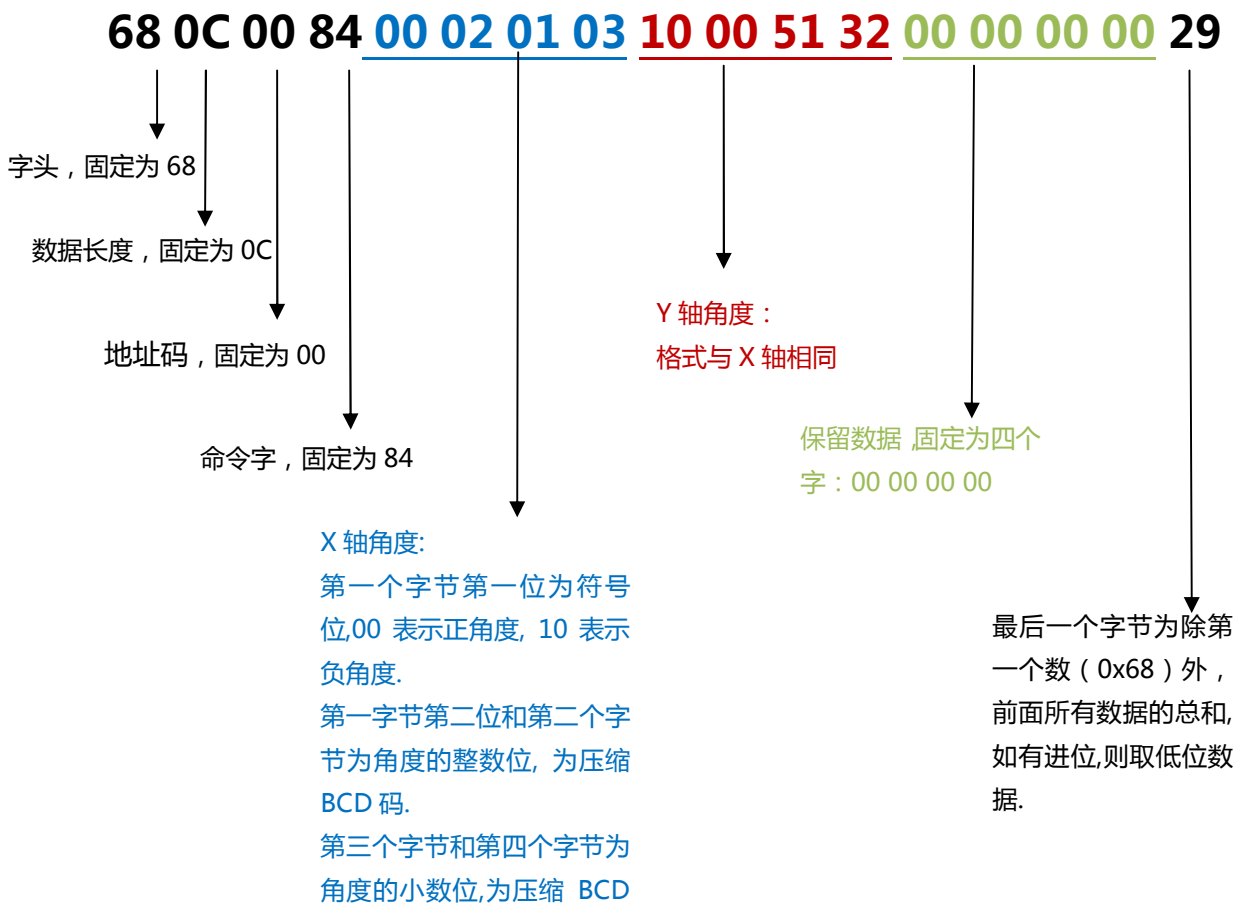 68 0C 00 84 00 02 01 03 10 00 51 32 00 00 00 00 29
字头，固定为 68
数据长度，固定为 0C
地址码，固定为 00
命令字，固定为 84
X 轴角度:
第一个字节第一位为符号
位,00 表示正角度, 10 表示
负角度.
第一字节第二位和第二个字
节为角度的整数位, 为压缩
BCD 码.
第三个字节和第四个字节为
角度的小数位,为压缩 BCD
Y 轴角度：
格式与 X 轴相同
保留数据 ,固定为四个
字：00 00 00 00
最后一个字节为除第
一个数（0x68）外，
前面所有数据的总和,
如有进位,则取低位数
据.